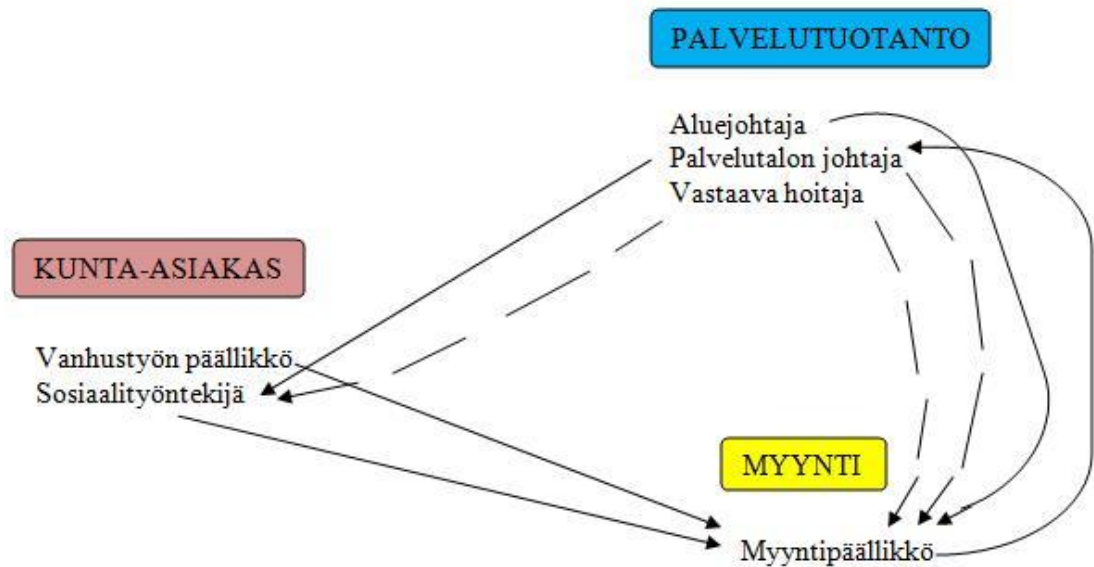 PALVELUTUOTANTO
Aluejohtaja
Palvelutalon johtaja
Vastaava hoitaja
KUNTA-ASIAKAS
Vanhustyön päällikkö
Sosiaalityöntekijä
MYYNTI
Myyntipäällikkö